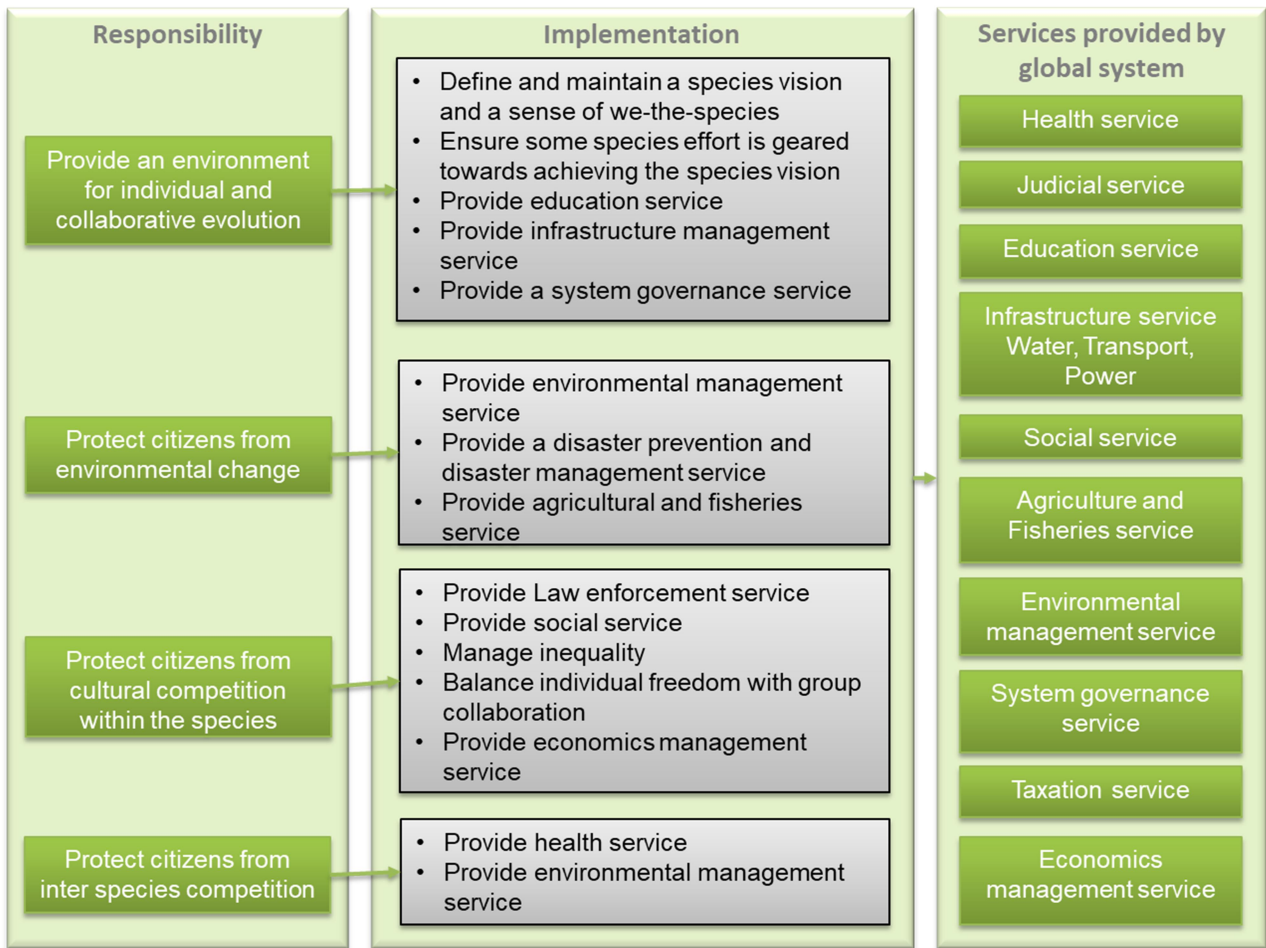 Responsibility
Provide an environment
for individual and
collaborative evolution
Protect citizens from
environmental change
Protect citizens from
cultural competition
within the species
Protect citizens from
inter species competition
Implementation
• Define and maintain a species vision
and a sense of we-the-species
• Ensure some species effort is geared
towards achieving the species vision
• Provide education service
• Provide infrastructure management
service
• Provide a system governance service
• Provide environmental management
service
• Provide a disaster prevention and
disaster management service
• Provide agricultural and fisheries
service
• Provide Law enforcement service
• Provide social service
• Manage inequality
• Balance individual freedom with group
collaboration
• Provide economics management
service
• Provide health service
• Provide environmental management
service
Services provided by
global system
Health service
Judicial service
Education service
Infrastructure service
Water, Transport,
Power
Social service
Agriculture and
Fisheries service
Environmental
management service
System governance
service
Taxation service
Economics
management service